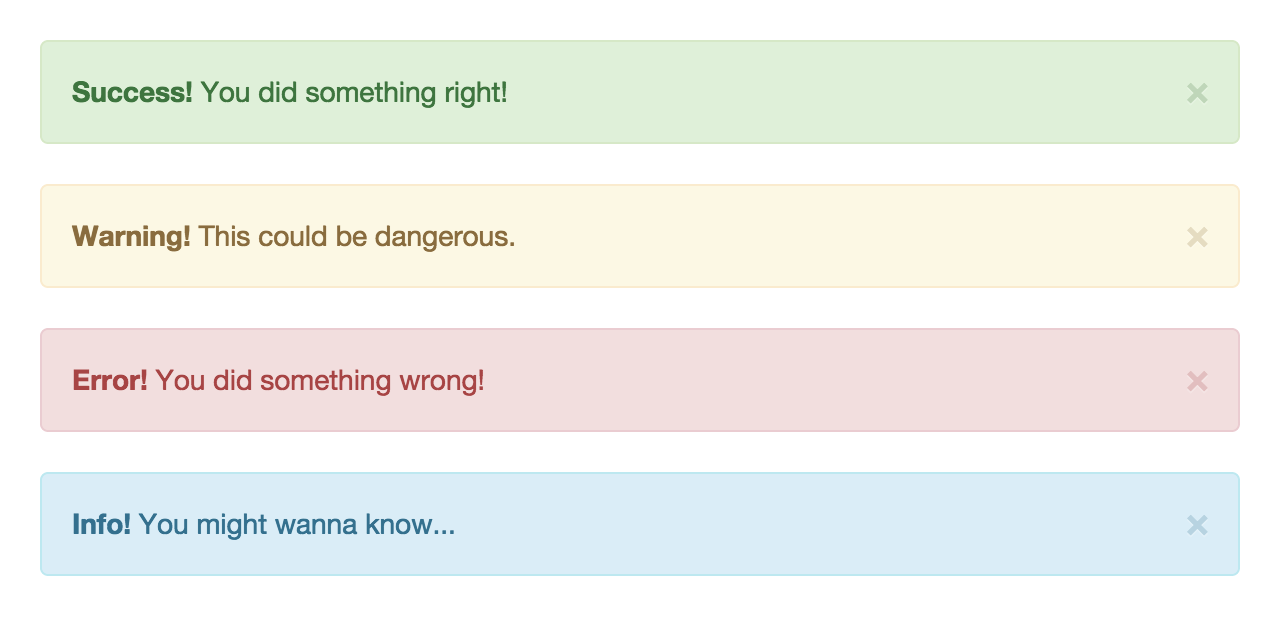 Success! You did something right!
Warning! This could be dangerous.
Error! You did something wrong!
Info! You might wanna know...